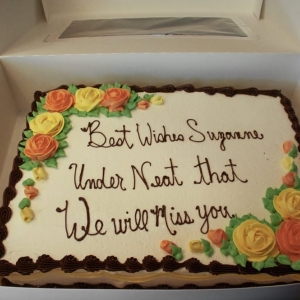 Best Wishes Suzanne
Under Neat that
We will Miss you